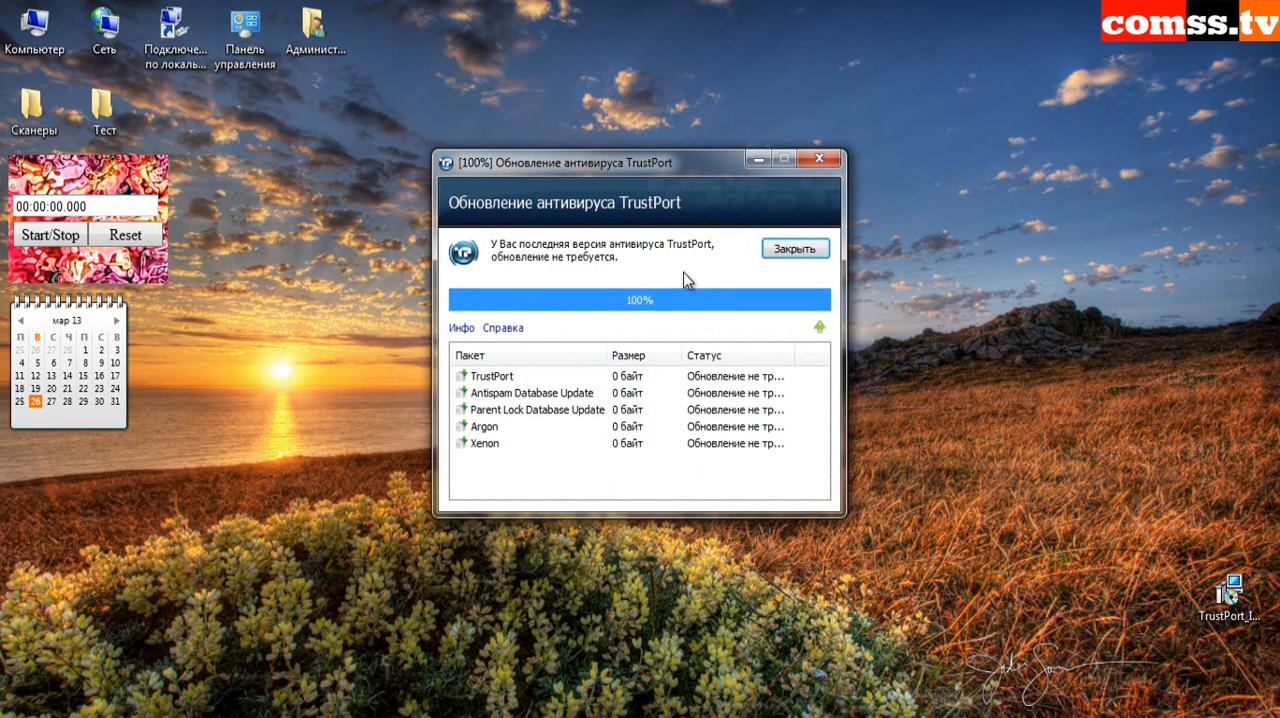 comss.tv
Компьютер
Сеть
Подключе...
по локаль...
Панель
управления
Админист...
Сканеры
Тест
00:00:00.000
Start/Stop
Reset
мар 13
П В С Ч П С В
25 26 27 28 1 2 3
4 5 6 7 8 9 10
11 12 13 14 15 16 17
18 19 20 21 22 23 24
25 26 27 28 29 30 31
[100%] Обновление антивируса TrustPort
Обновление антивируса TrustPort
У Вас последняя версия антивируса TrustPort,
обновление не требуется.
Закрыть
100%
Инфо Справка
Пакет Размер Статус
TrustPort 0 байт Обновление не тр...
Antispam Database Update 0 байт Обновление не тр...
Parent Lock Database Update 0 байт Обновление не тр...
Argon 0 байт Обновление не тр...
Xenon 0 байт Обновление не тр...
TrustPort_I...